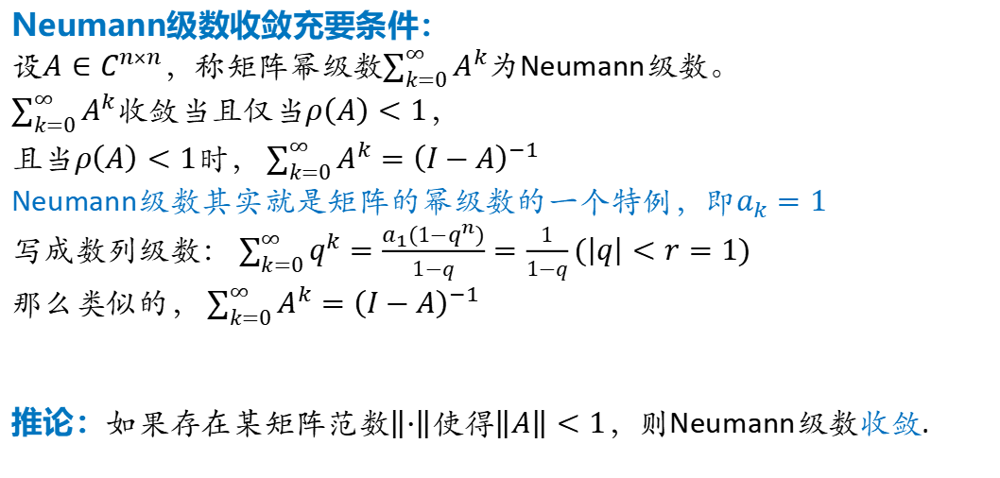 Neumann级数收敛充要条件：
设$A \in C^{n \times n}$，称矩阵幂级数$\sum_{k=0}^{\infty} A^k$为Neumann级数。
$\sum_{k=0}^{\infty} A^k$收敛当且仅当$\rho(A) < 1$，
且当$\rho(A) < 1$时，$\sum_{k=0}^{\infty} A^k = (I - A)^{-1}$
Neumann级数其实就是矩阵的幂级数的一个特例，即$a_k = 1$
写成数列级数：$\sum_{k=0}^{\infty} q^k = \frac{a_1(1-q^n)}{1-q} = \frac{1}{1-q} (|q| < r = 1)$
那么类似的，$\sum_{k=0}^{\infty} A^k = (I - A)^{-1}$
推论：如果存在某矩阵范数$\|\cdot\|$使得$\|A\| < 1$，则Neumann级数收敛.